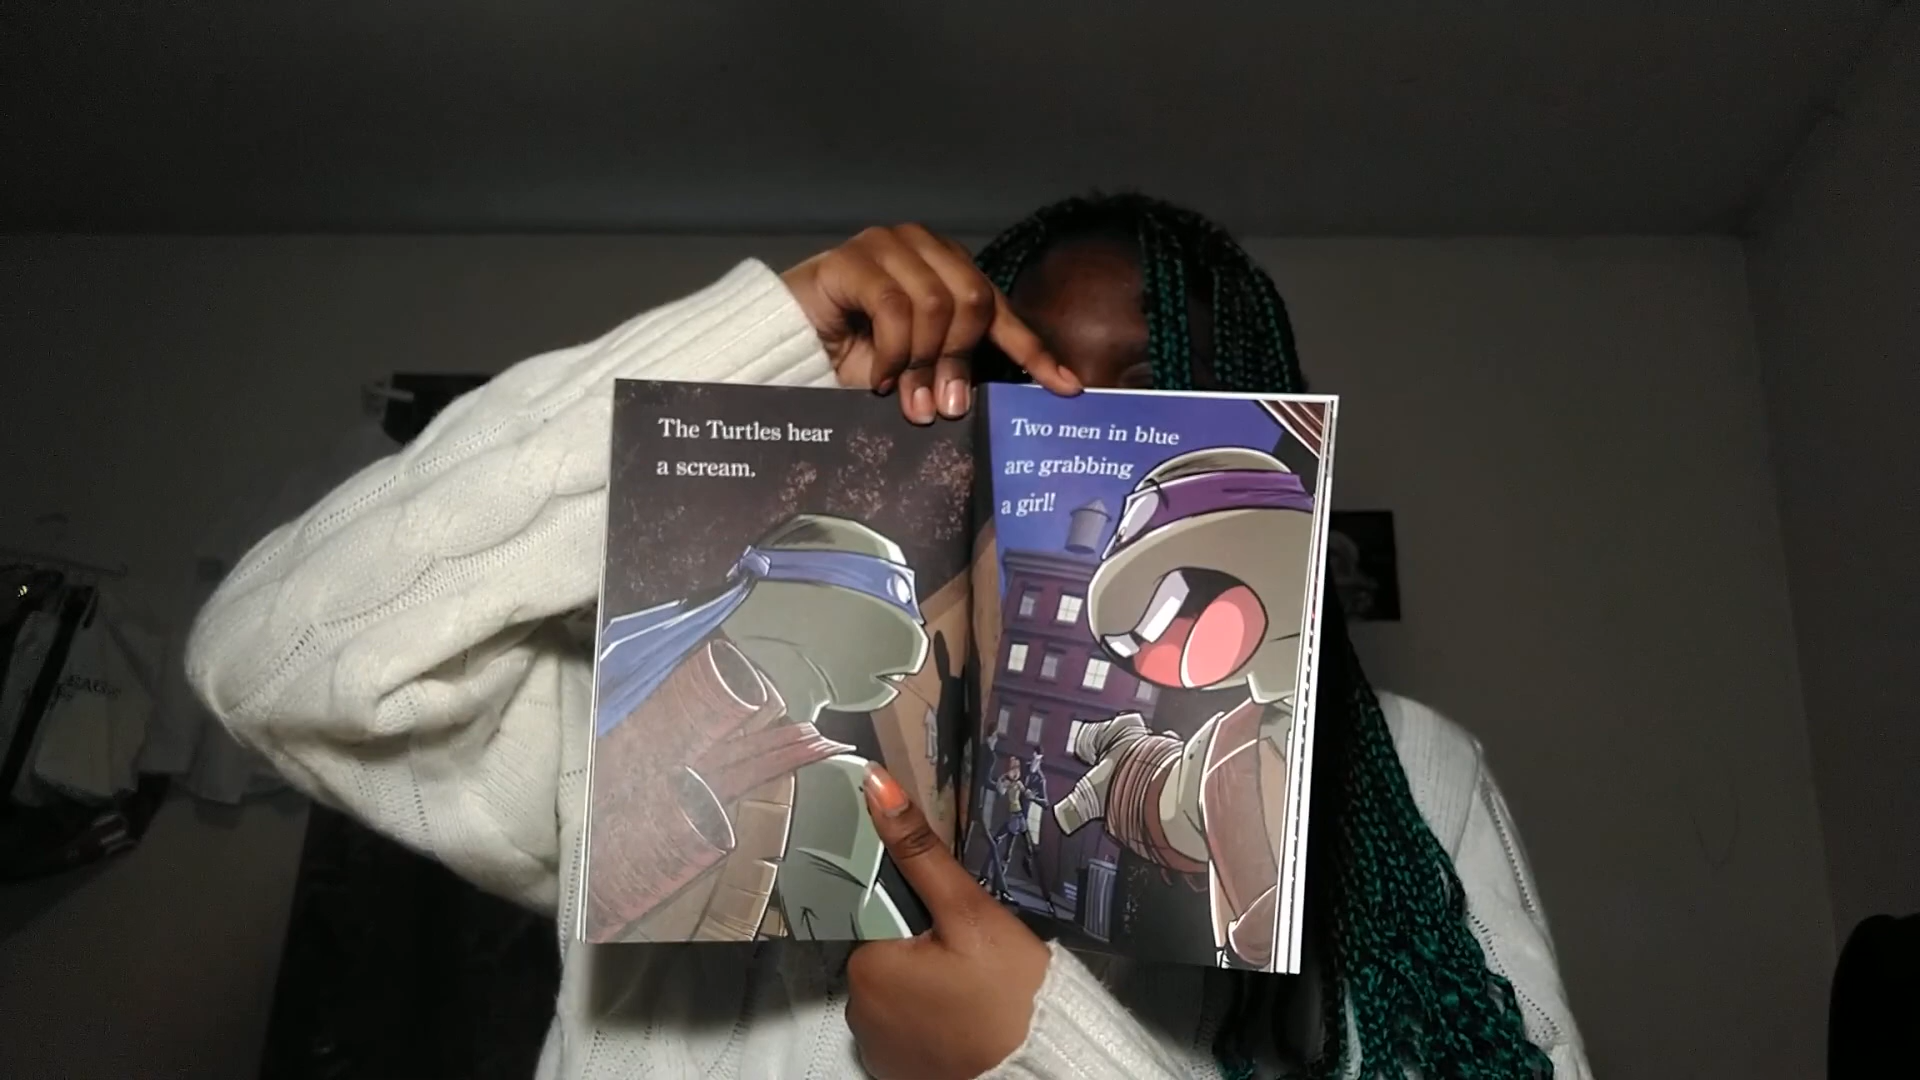 The Turtles hear
a scream.
Two men in blue
are grabbing
a girl!